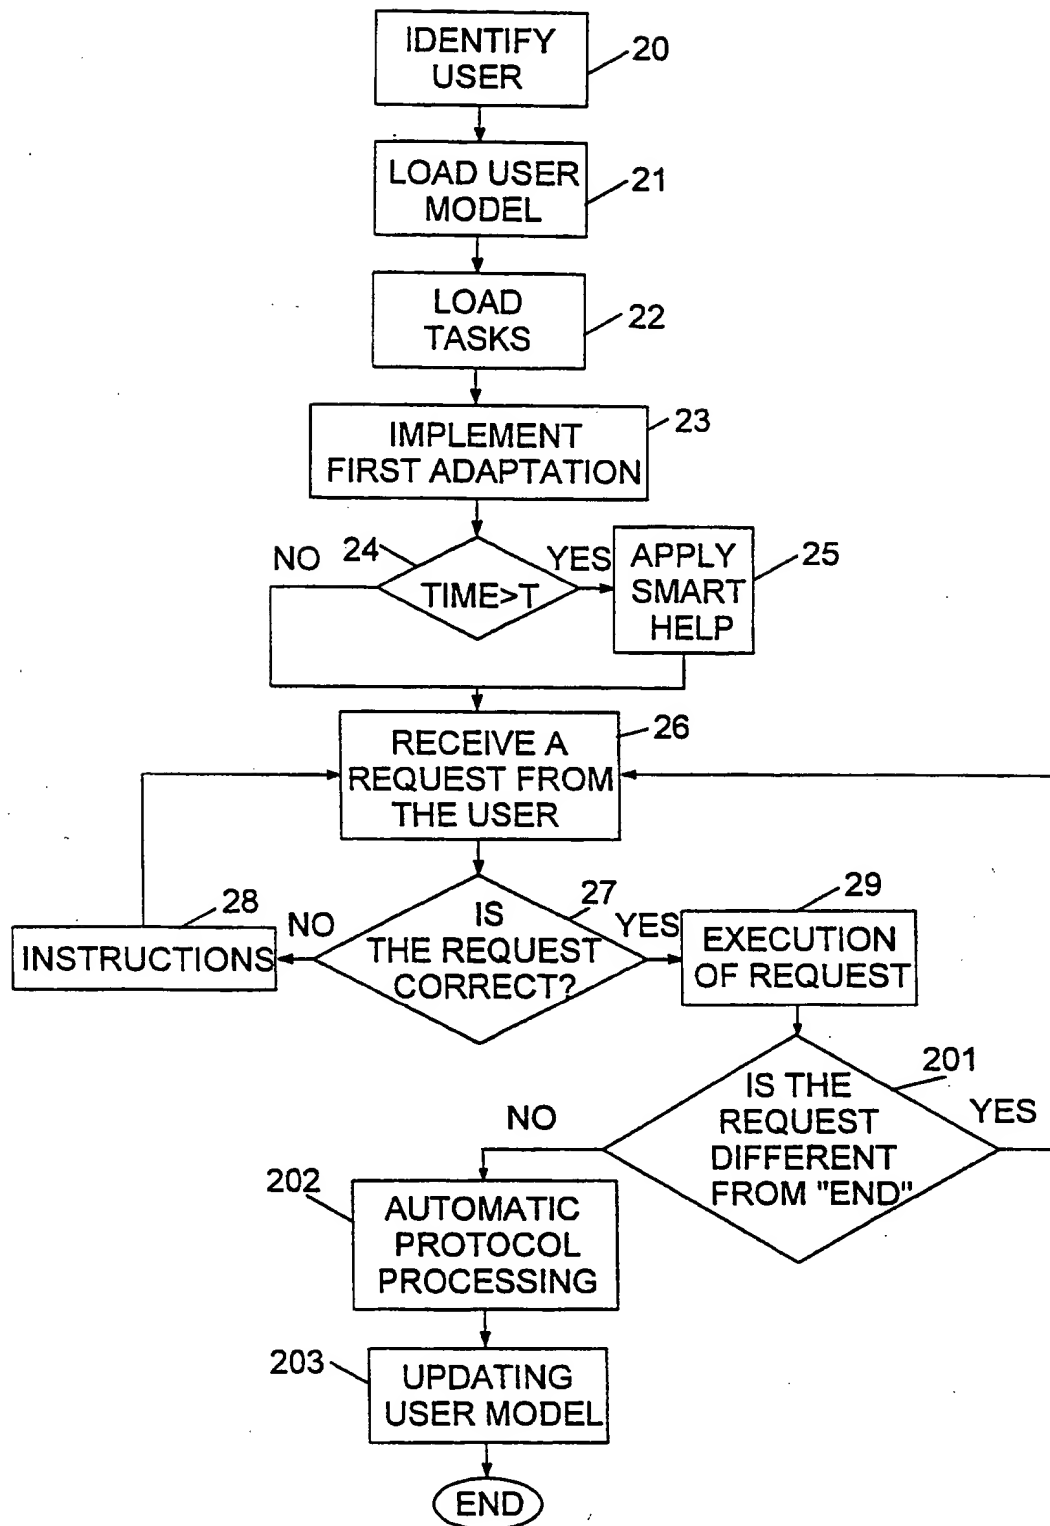 IDENTIFY
USER
20
LOAD USER
MODEL
21
LOAD
TASKS
22
IMPLEMENT
FIRST ADAPTATION
23
NO
24
TIME>T
YES
APPLY
SMART
HELP
25
RECEIVE A
REQUEST FROM
THE USER
26
28
INSTRUCTIONS
NO
IS
THE REQUEST
CORRECT?
27
YES
29
EXECUTION
OF REQUEST
IS THE
REQUEST
DIFFERENT
FROM "END"
201
YES
NO
202
AUTOMATIC
PROTOCOL
PROCESSING
203
UPDATING
USER MODEL
END